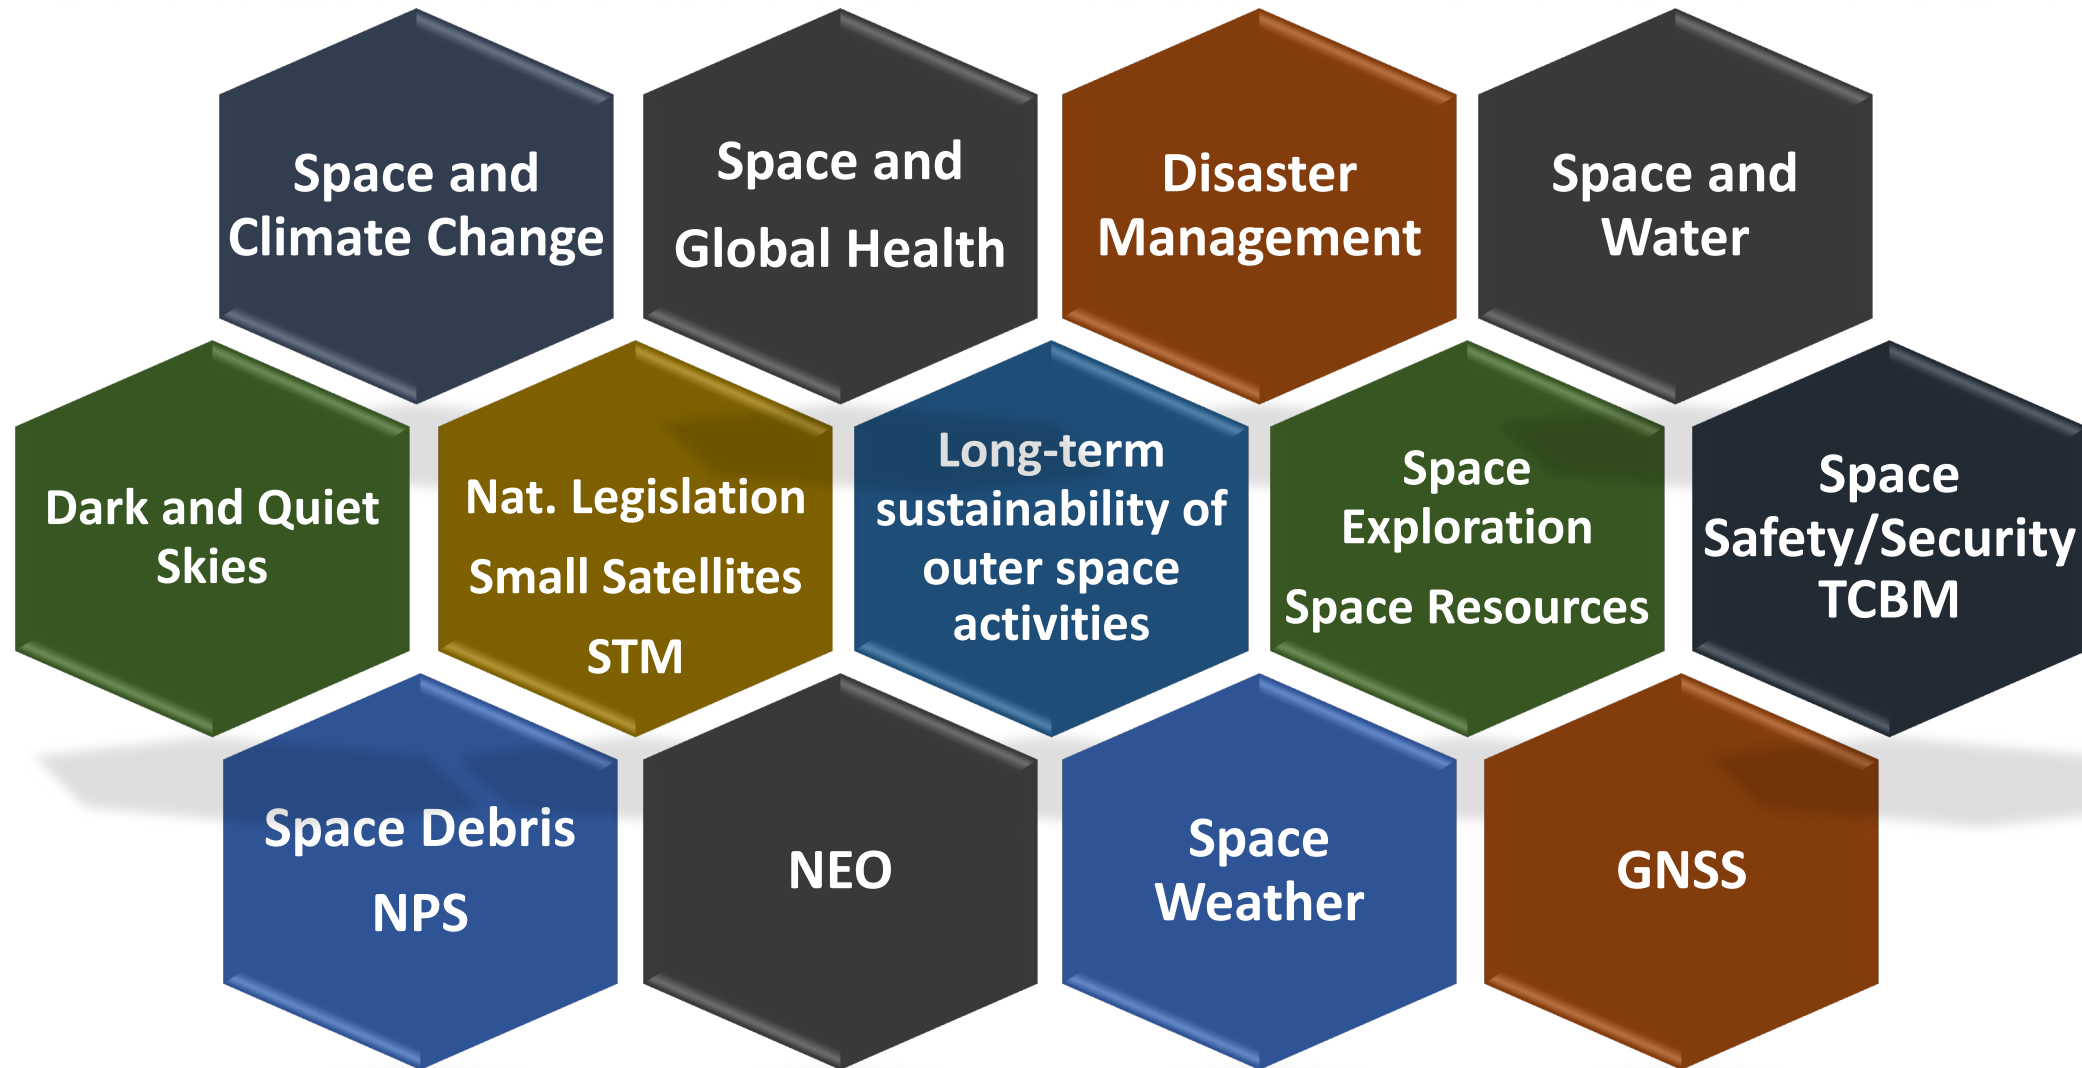 Space and
Climate Change
Space and
Global Health
Disaster
Management
Space and
Water
Dark and Quiet
Skies
Nat. Legislation
Small Satellites
STM
Long-term
sustainability of
outer space
activities
Space
Exploration
Space Resources
Space
Safety/Security
TCBM
Space Debris
NPS
NEO
Space
Weather
GNSS